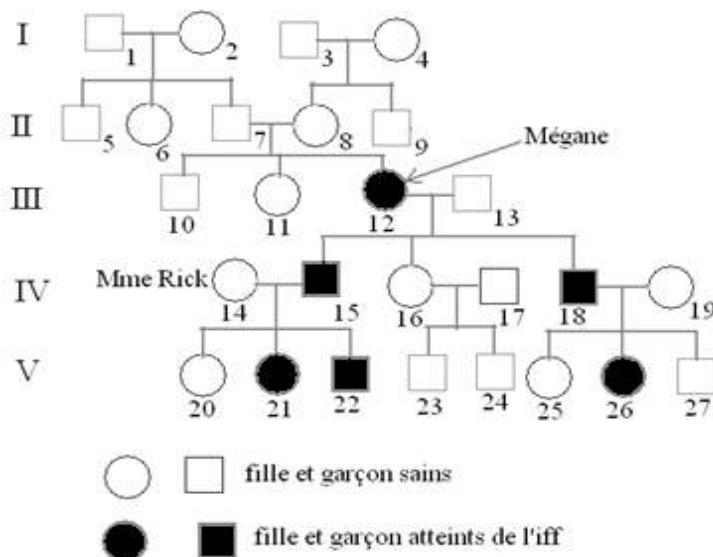 I
1 2 3 4
II
5 6 7 8 9
Mégane
III
10 11 12 13
Mme Rick
IV
14 15 16 17 18 19
V
20 21 22 23 24 25 26 27
fille et garçon sains
fille et garçon atteints de l'iff